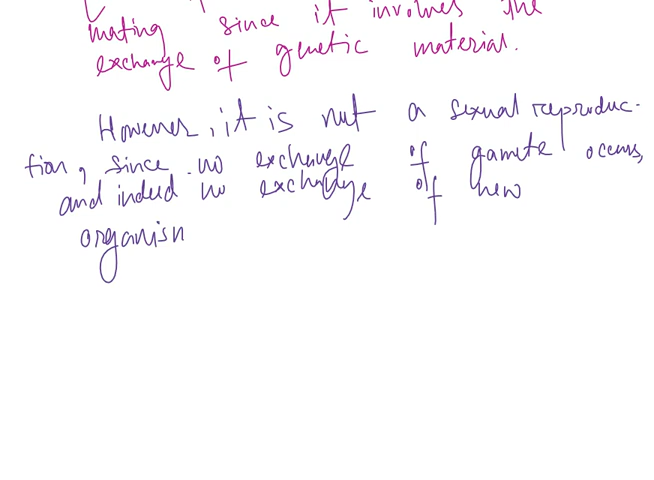 mating since it involves the
exchange of genetic material.
However, it is not a sexual reproduc-
tion, since no exchange of gamete occurs,
and indeed no exchange of new
organism